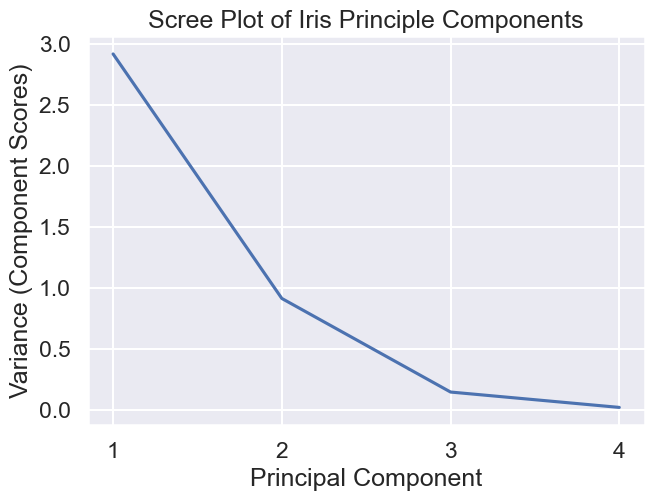 Scree Plot of Iris Principle Components
3.0
2.5
2.0
1.5
1.0
0.5
0.0
Variance (Component Scores)
1 2 3 4
Principal Component